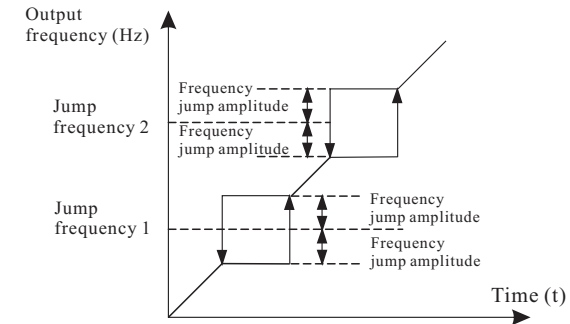 Output
frequency (Hz)
Frequency
jump amplitude
Jump
frequency 2
Frequency
jump amplitude
Jump
frequency 1
Frequency
jump amplitude
Frequency
jump amplitude
Time (t)